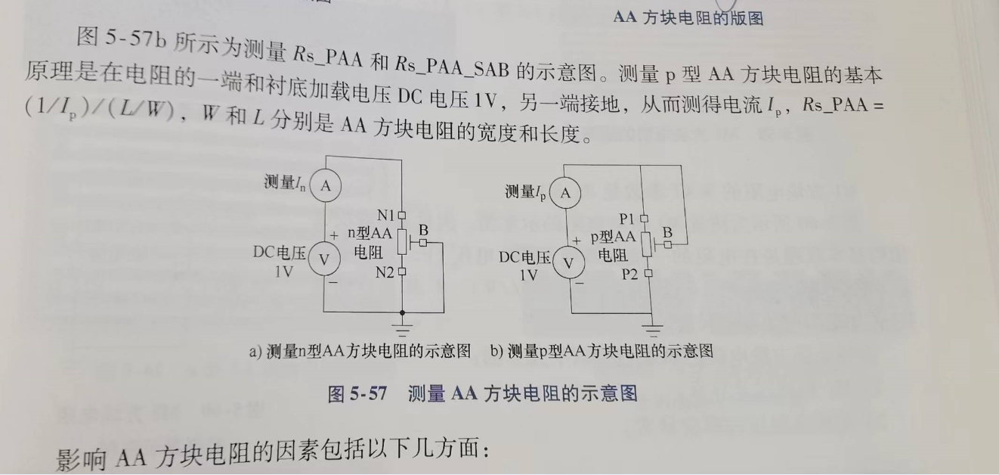 AA 方块电阻的版图
图 5-57b 所示为测量 Rs_PAA 和 Rs_PAA_SAB 的示意图。测量 p 型 AA 方块电阻的基本
原理是在电阻的一端和衬底加载电压 DC 电压 1V，另一端接地，从而测得电流 Ip，Rs_PAA =
(1/Ip)/(L/W)，W 和 L 分别是 AA 方块电阻的宽度和长度。
测量In
A
N1
n型AA
电阻
B
+
DC电压
1V
V
N2
−
测量Ip
A
P1
p型AA
电阻
B
+
DC电压
1V
V
P2
−
a) 测量n型AA方块电阻的示意图
b) 测量p型AA方块电阻的示意图
图 5-57 测量 AA 方块电阻的示意图
影响 AA 方块电阻的因素包括以下几方面：